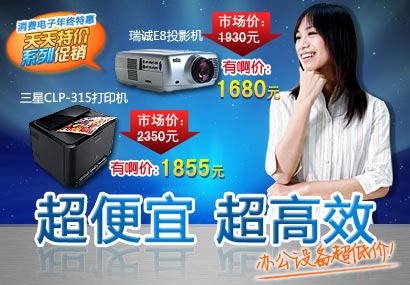 消费电子年终特惠
天天特价
系列促销
瑞诚E8投影机
市场价:
1930元
有啊价:
1680元
三星CLP-315打印机
市场价:
2350元
有啊价:1855元
超便宜 超高效
办公设备超低价!